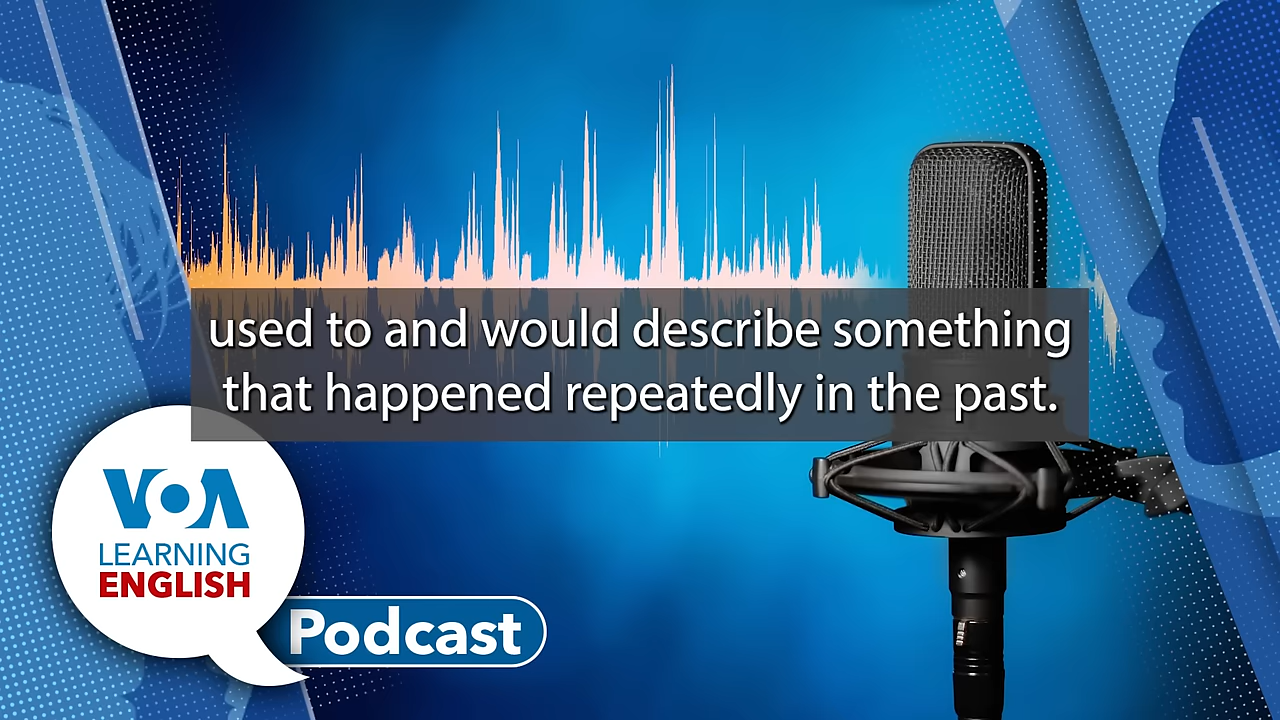 used to and would describe something
that happened repeatedly in the past.
VOA
LEARNING
ENGLISH
Podcast